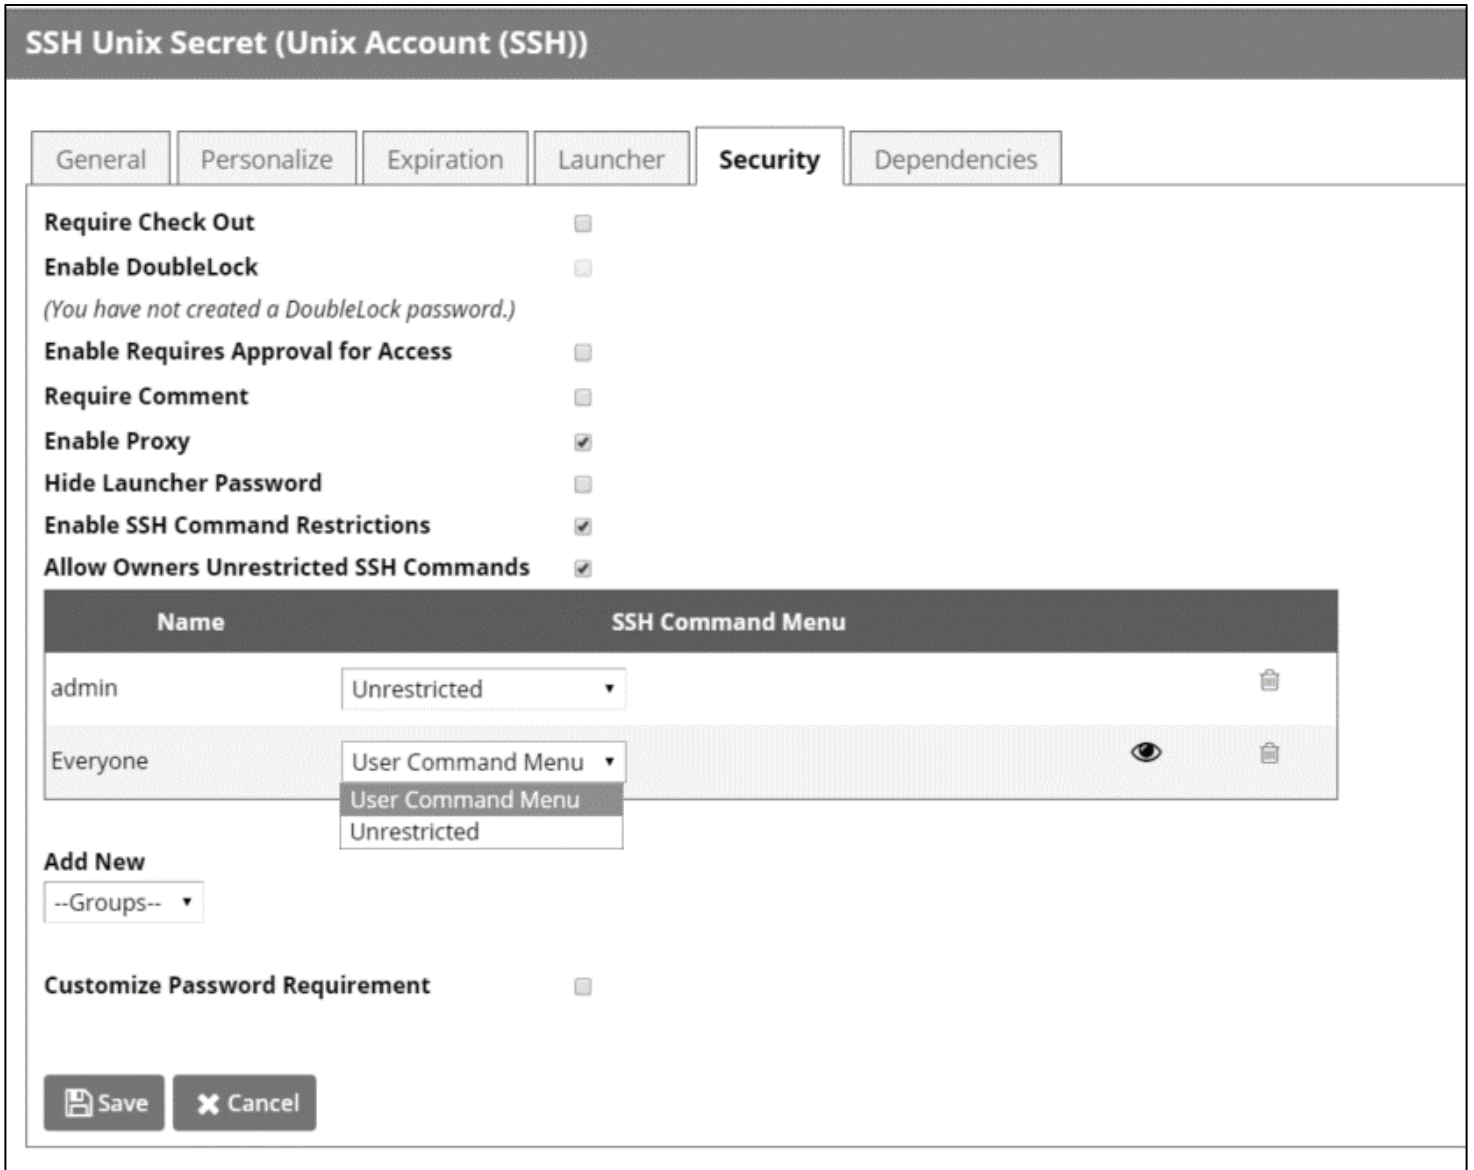 SSH Unix Secret (Unix Account (SSH))
General Personalize Expiration Launcher Security Dependencies
Require Check Out
Enable DoubleLock
(You have not created a DoubleLock password.)
Enable Requires Approval for Access
Require Comment
Enable Proxy
Hide Launcher Password
Enable SSH Command Restrictions
Allow Owners Unrestricted SSH Commands
Name SSH Command Menu
admin Unrestricted
Everyone User Command Menu
User Command Menu
Unrestricted
Add New
--Groups--
Customize Password Requirement
Save Cancel